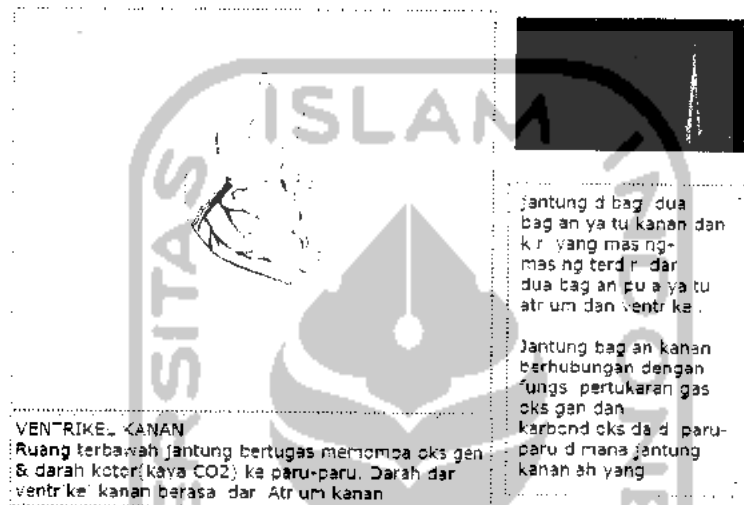 VENTRIKEL KANAN
Ruang terbawah jantung bertugas memompa oksigen
& darah kotor(kaya CO2) ke paru-paru. Darah dari
ventrikel kanan berasal dari Atrium kanan
jantung dibagi dua
bagian yaitu kanan dan
kiri yang masing-
masing terdiri dari
dua bagian pula yaitu
atrium dan ventrikel.
Jantung bagian kanan
berhubungan dengan
fungsi pertukaran gas
oksigen dan
karbondioksida di paru-
paru dimana jantung
kanan yang
ISLAM